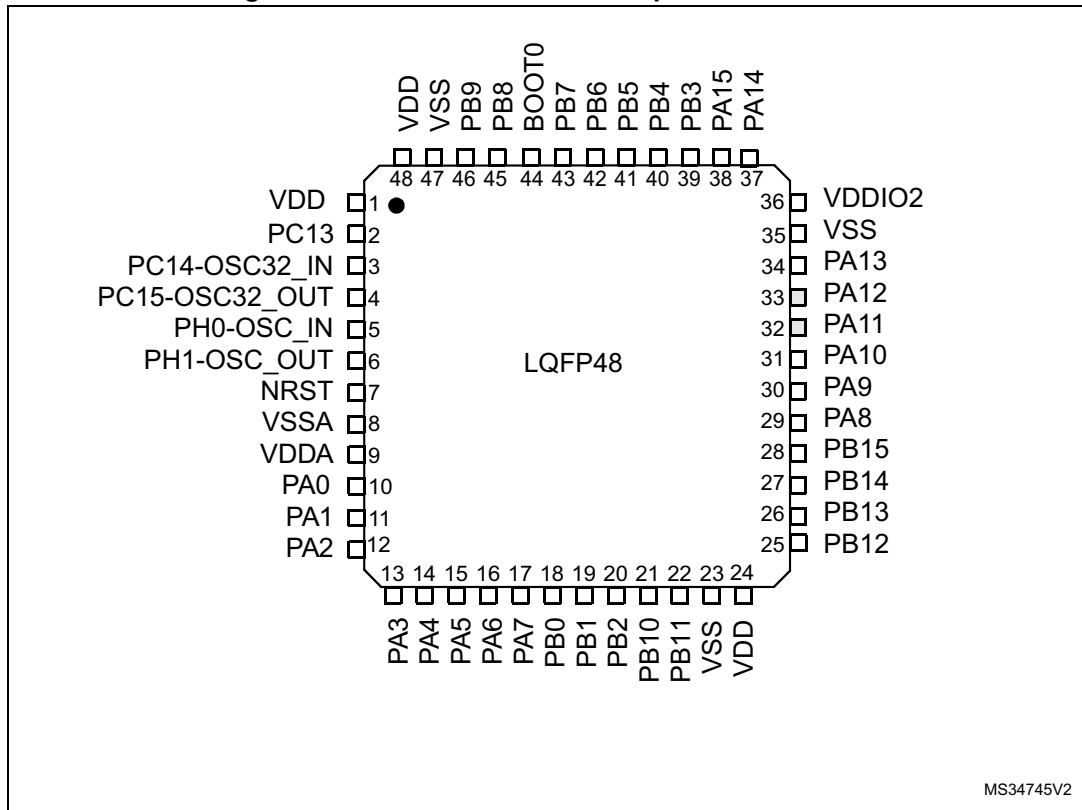 VDD
VSS
PB9
PB8
BOOT0
PB7
PB6
PB5
PB4
PB3
PA15
PA14
48 47 46 45 44 43 42 41 40 39 38 37
VDD 1 36 VDDIO2
PC13 2 35 VSS
PC14-OSC32_IN 3 34 PA13
PC15-OSC32_OUT 4 33 PA12
PH0-OSC_IN 5 32 PA11
PH1-OSC_OUT 6 LQFP48 31 PA10
NRST 7 30 PA9
VSSA 8 29 PA8
VDDA 9 28 PB15
PA0 10 27 PB14
PA1 11 26 PB13
PA2 12 25 PB12
13 14 15 16 17 18 19 20 21 22 23 24
PA3
PA4
PA5
PA6
PA7
PB0
PB1
PB2
PB10
PB11
VSS
VDD
MS34745V2